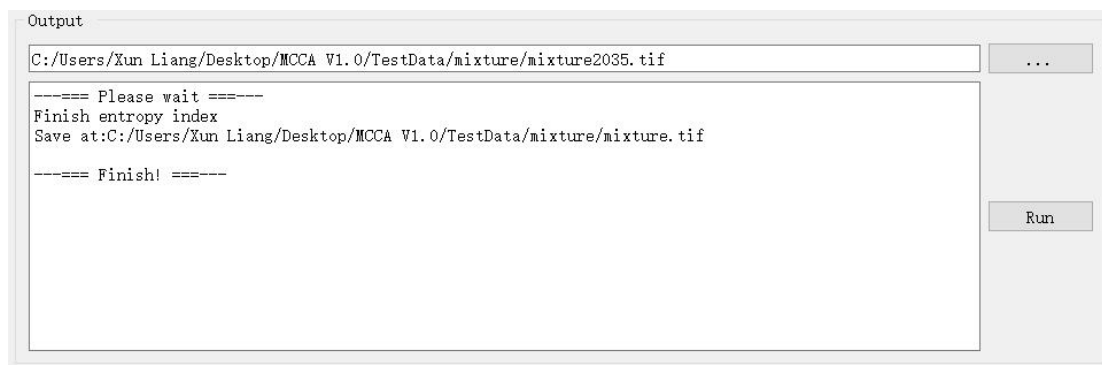 Output
C:/Users/Xun Liang/Desktop/MCCA V1.0/TestData/mixture/mixture2035.tif
...
---=== Please wait ===---
Finish entropy index
Save at:C:/Users/Xun Liang/Desktop/MCCA V1.0/TestData/mixture/mixture.tif
---=== Finish! ===---
Run